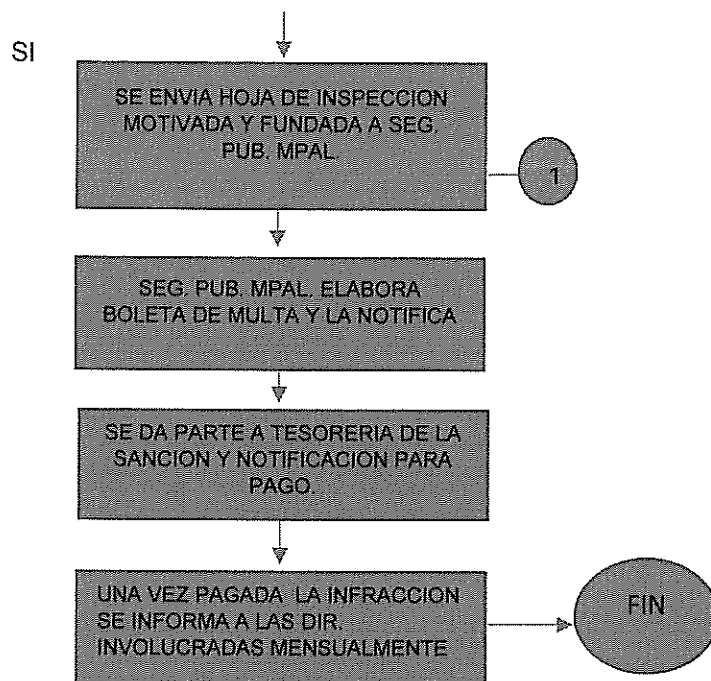 SI
SE ENVIA HOJA DE INSPECCION
MOTIVADA Y FUNDADA A SEG.
PUB. MPAL.
1
SEG. PUB. MPAL. ELABORA
BOLETA DE MULTA Y LA NOTIFICA
SE DA PARTE A TESORERIA DE LA
SANCION Y NOTIFICACION PARA
PAGO.
UNA VEZ PAGADA LA INFRACCION
SE INFORMA A LAS DIR.
INVOLUCRADAS MENSUALMENTE
FIN